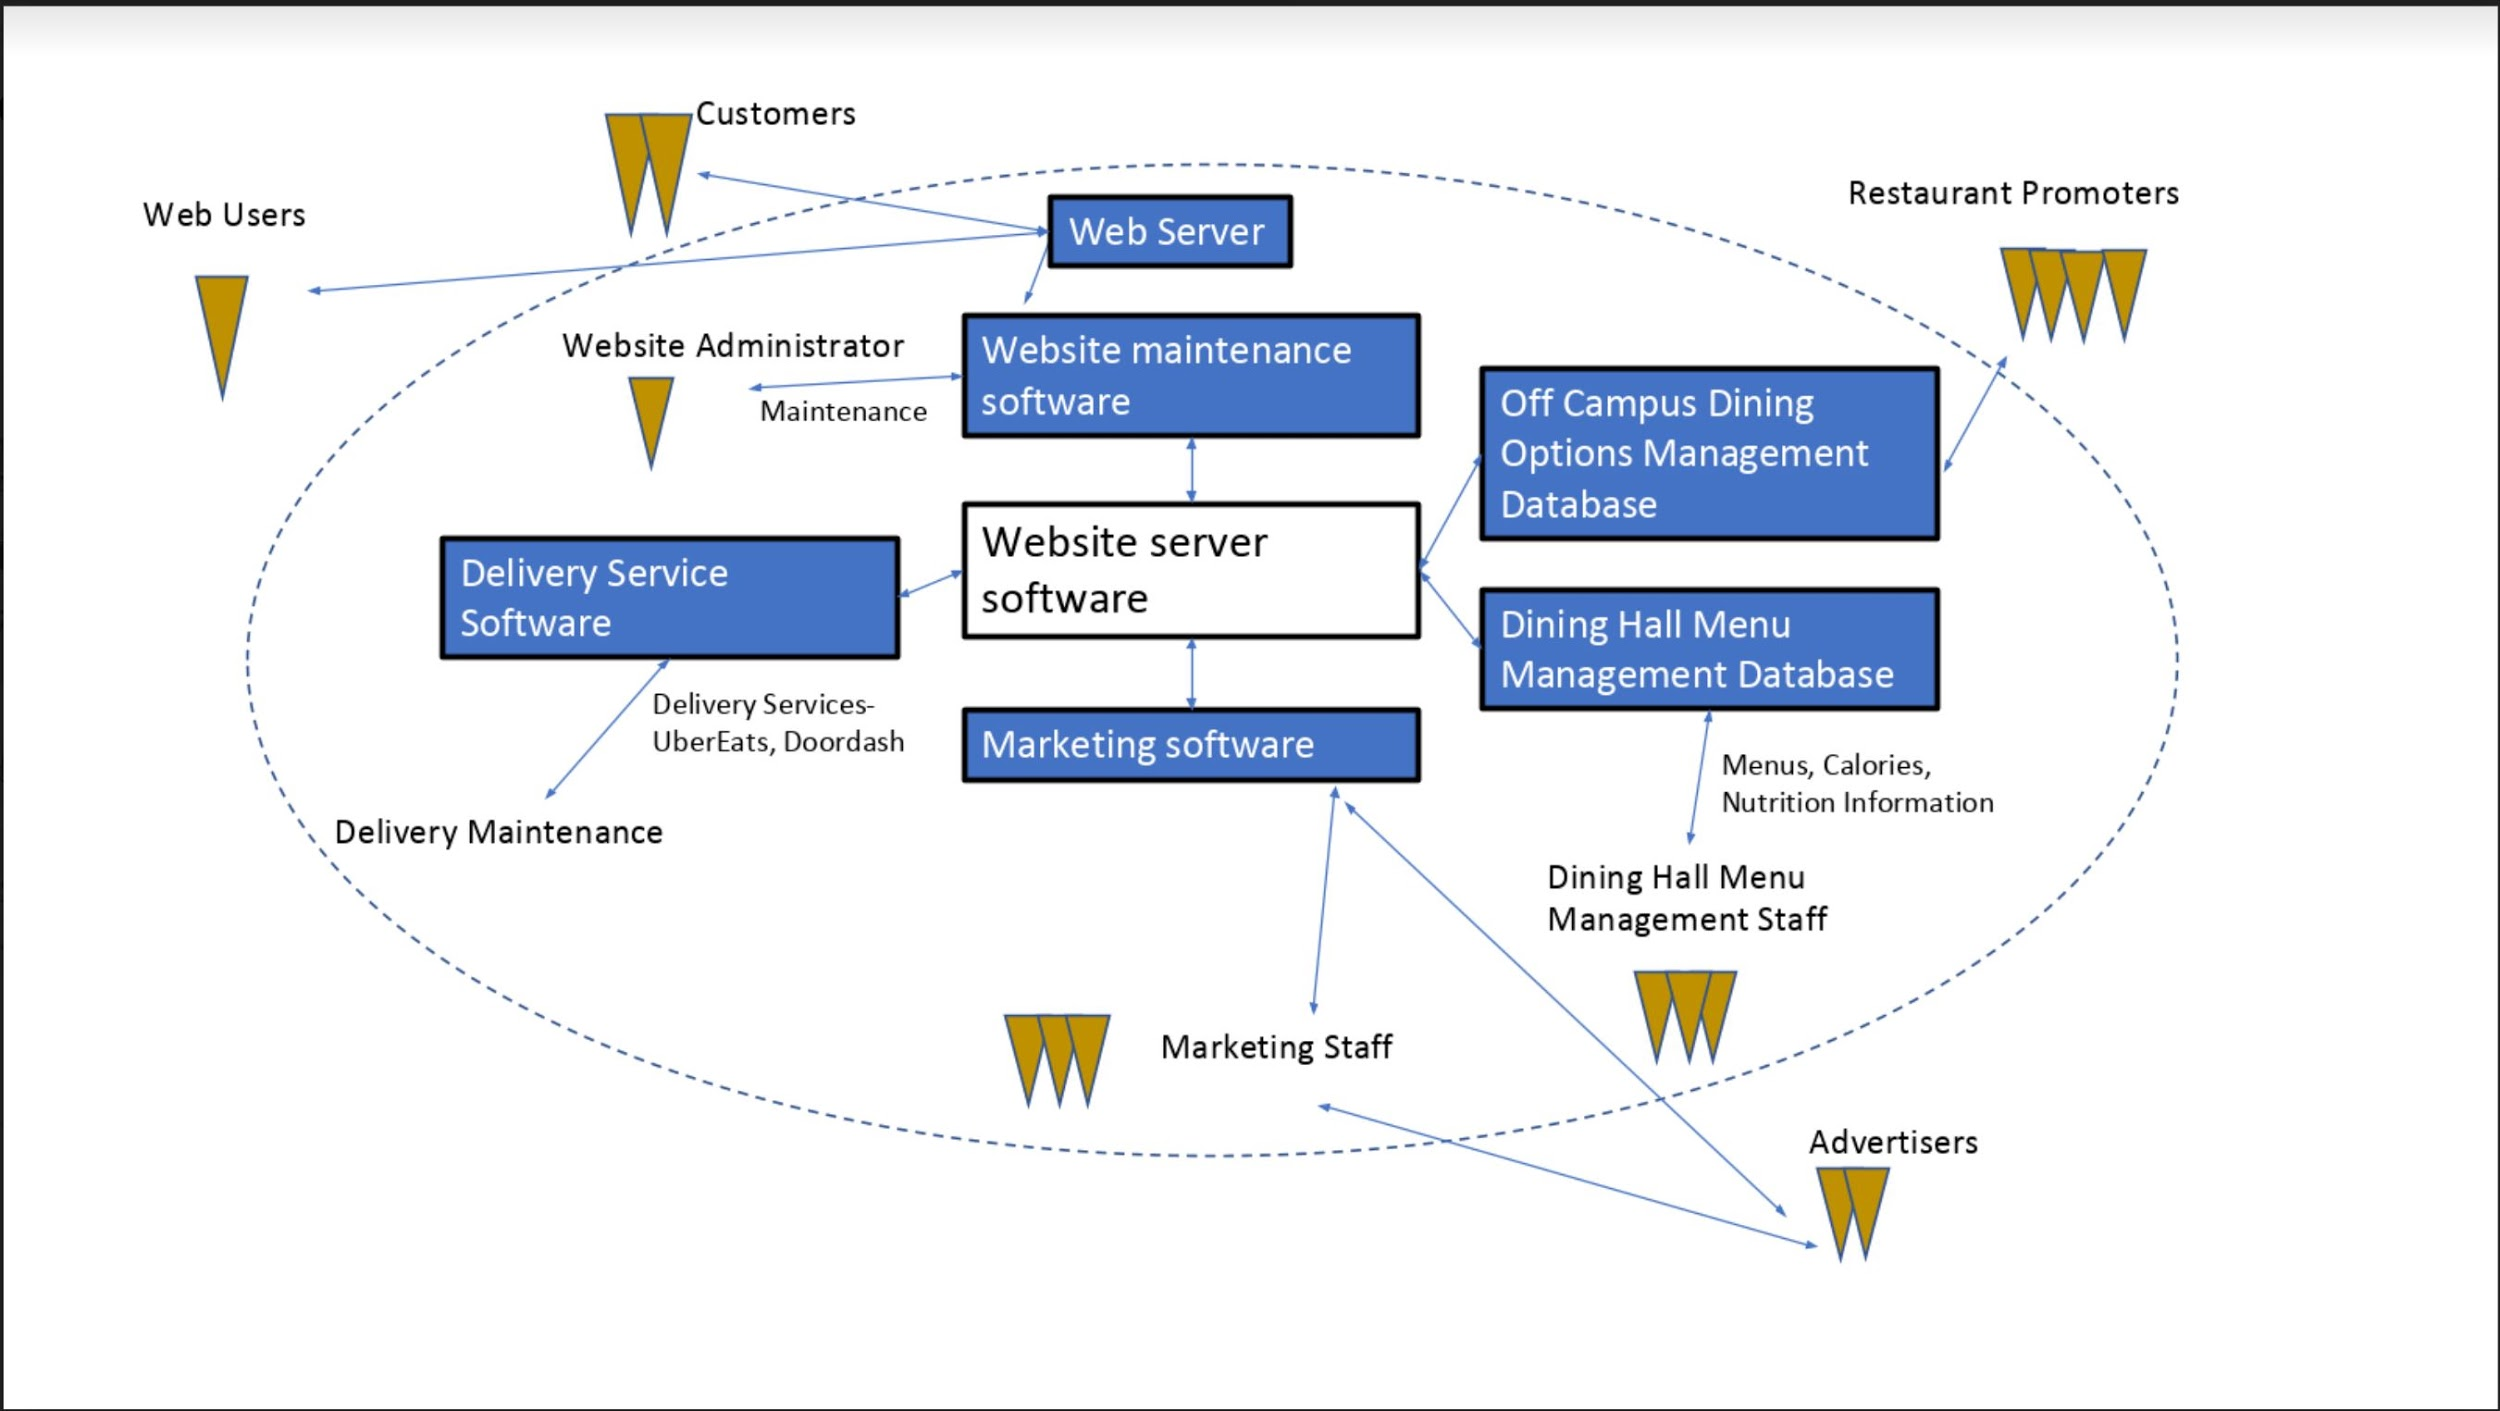 Customers
Web Users
Restaurant Promoters
Web Server
Website Administrator
Maintenance
Website maintenance
software
Off Campus Dining
Options Management
Database
Delivery Service
Software
Website server
software
Dining Hall Menu
Management Database
Delivery Services-
UberEats, Doordash
Marketing software
Menus, Calories,
Nutrition Information
Delivery Maintenance
Dining Hall Menu
Management Staff
Marketing Staff
Advertisers